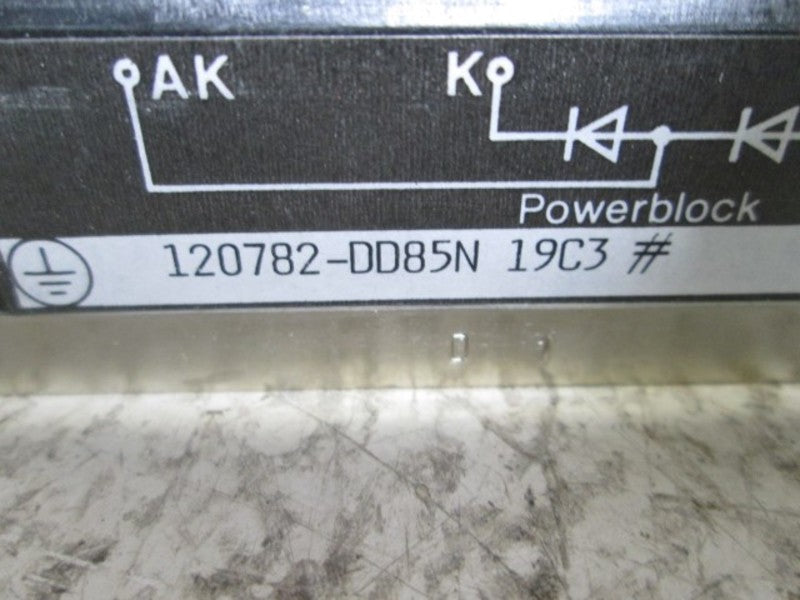 AK K
Powerblock
120782-DD85N 19C3 #